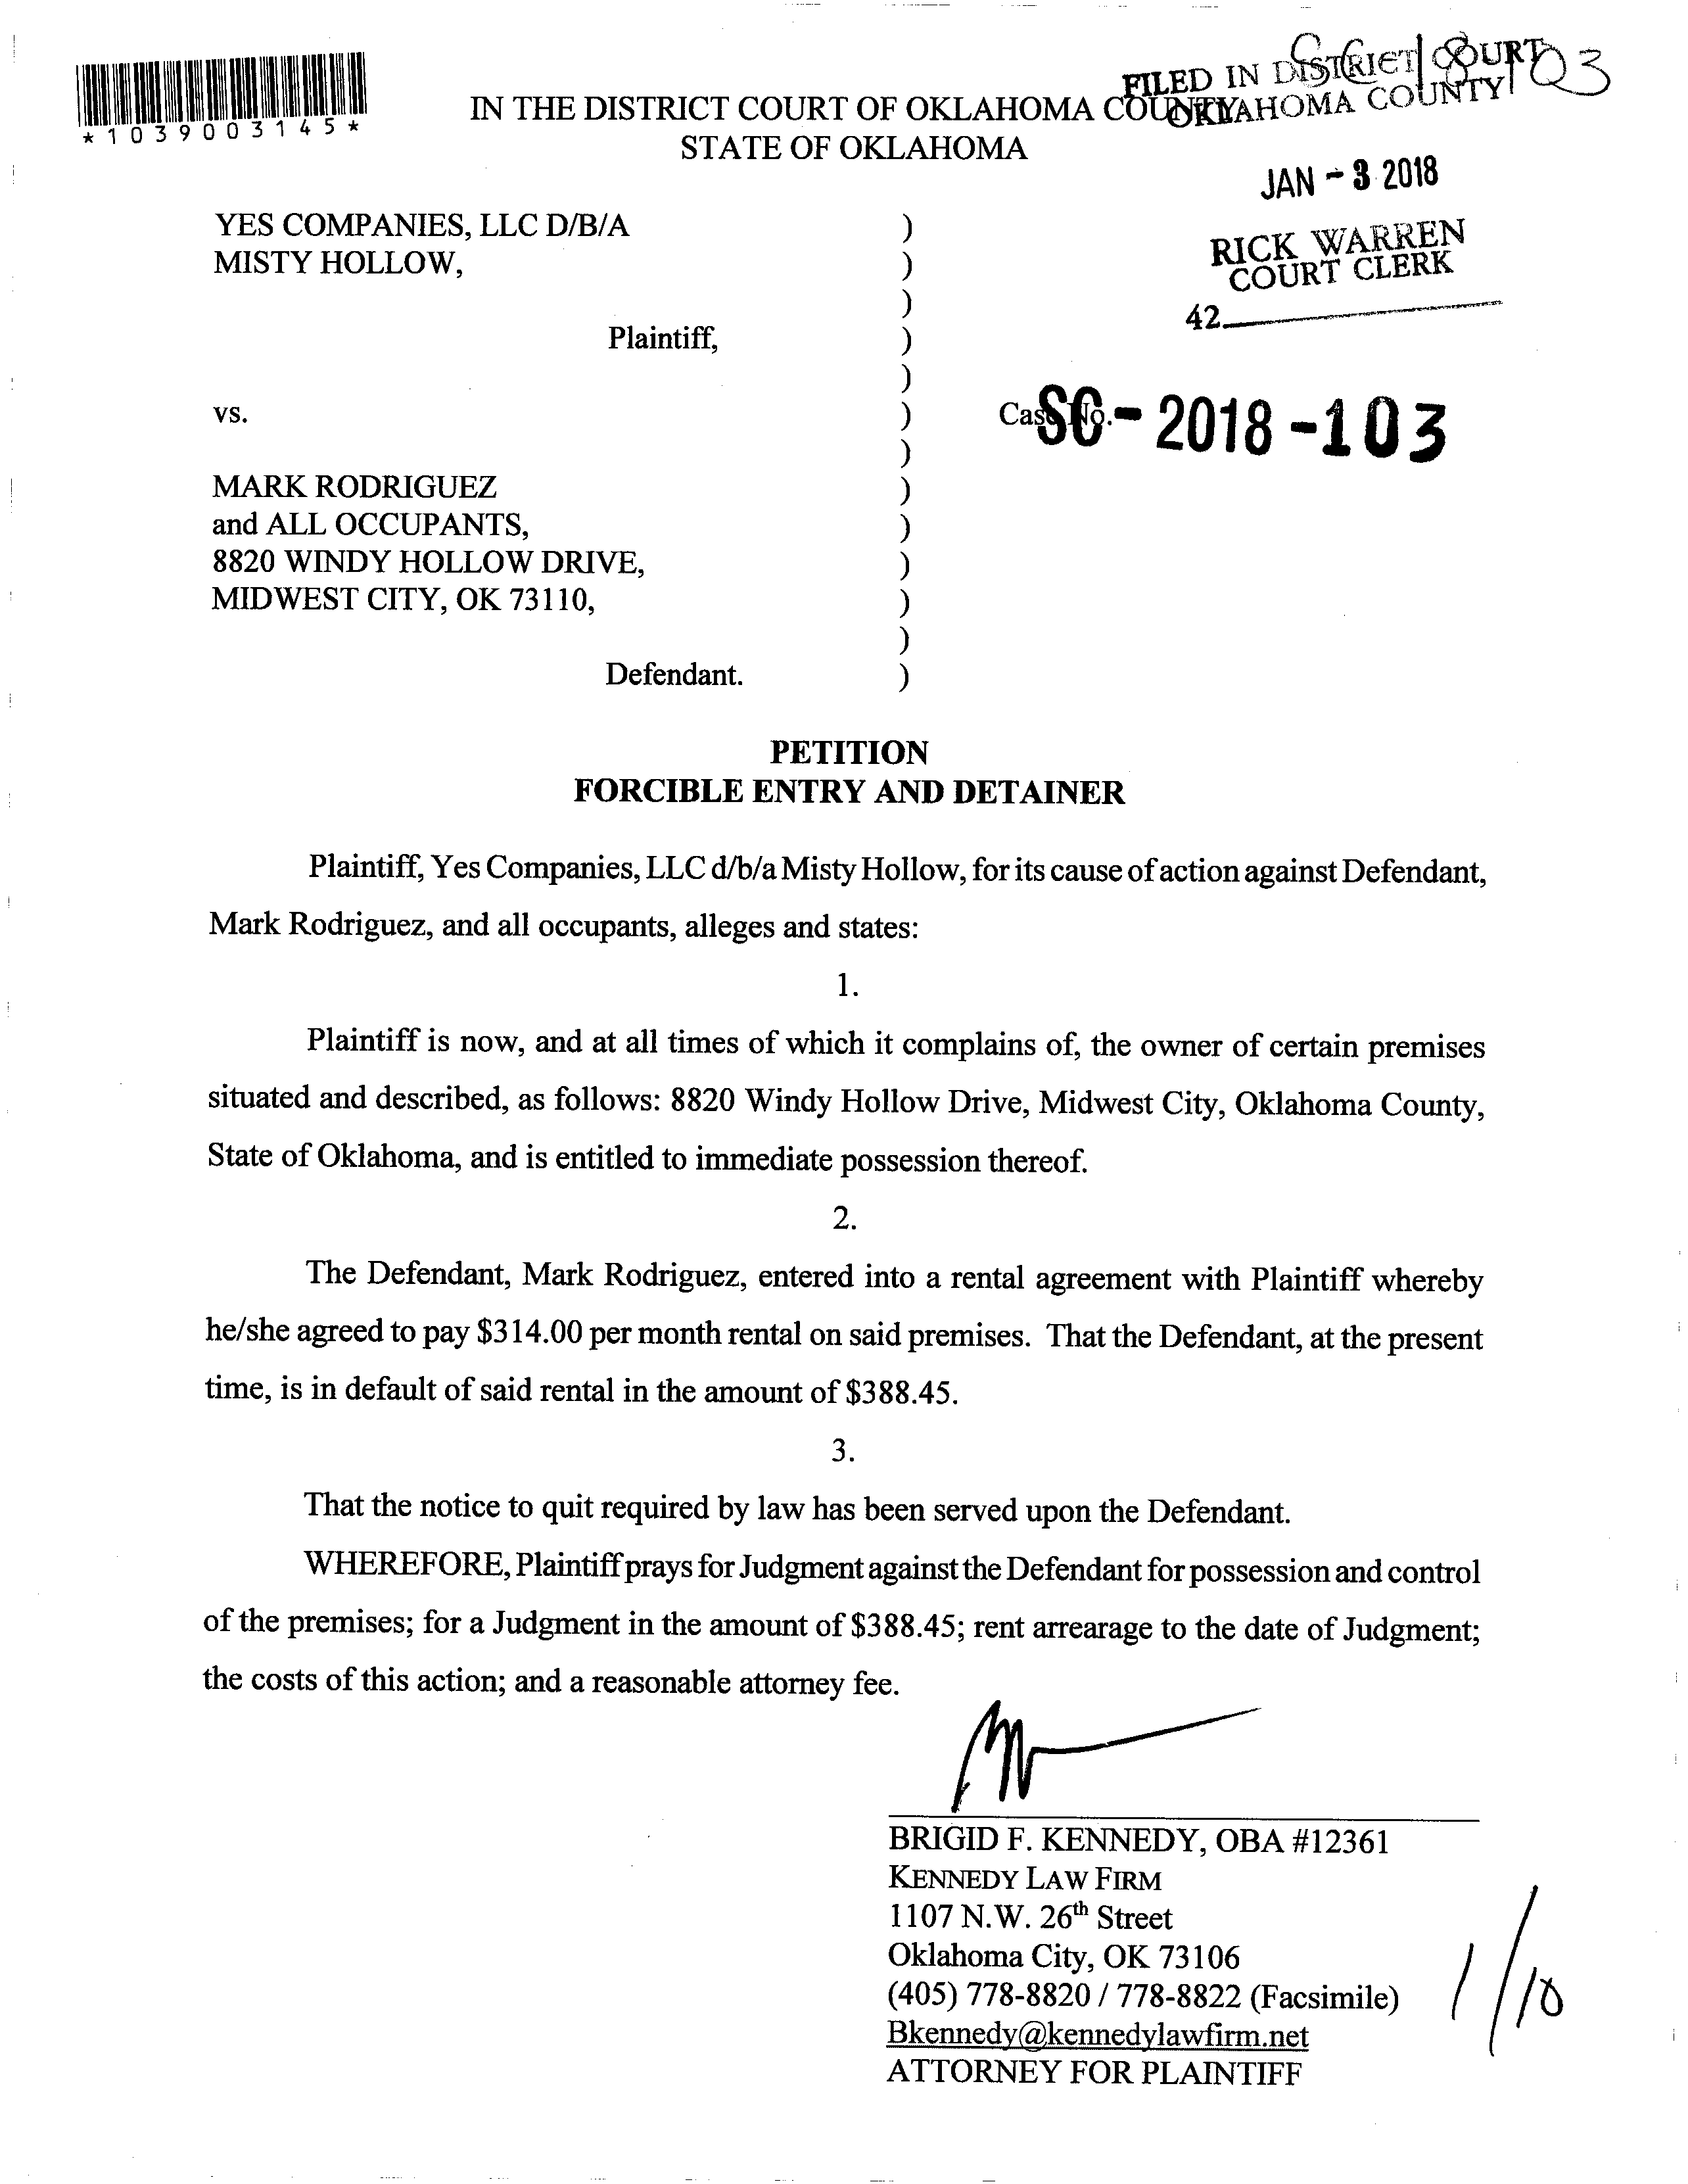 SC-18-103
FILED IN DISTRICT COURT
OKLAHOMA COUNTY
*1039003145*
IN THE DISTRICT COURT OF OKLAHOMA COUNTY
STATE OF OKLAHOMA
JAN - 3 2018
RICK WARREN
COURT CLERK
42
YES COMPANIES, LLC D/B/A )
MISTY HOLLOW, )
)
Plaintiff, )
)
vs. ) Case No. SC - 2018 - 103
)
MARK RODRIGUEZ )
and ALL OCCUPANTS, )
8820 WINDY HOLLOW DRIVE, )
MIDWEST CITY, OK 73110, )
)
Defendant. )
PETITION
FORCIBLE ENTRY AND DETAINER
Plaintiff, Yes Companies, LLC d/b/a Misty Hollow, for its cause of action against Defendant,
Mark Rodriguez, and all occupants, alleges and states:
1.
Plaintiff is now, and at all times of which it complains of, the owner of certain premises
situated and described, as follows: 8820 Windy Hollow Drive, Midwest City, Oklahoma County,
State of Oklahoma, and is entitled to immediate possession thereof.
2.
The Defendant, Mark Rodriguez, entered into a rental agreement with Plaintiff whereby
he/she agreed to pay $314.00 per month rental on said premises. That the Defendant, at the present
time, is in default of said rental in the amount of $388.45.
3.
That the notice to quit required by law has been served upon the Defendant.
WHEREFORE, Plaintiff prays for Judgment against the Defendant for possession and control
of the premises; for a Judgment in the amount of $388.45; rent arrearage to the date of Judgment;
the costs of this action; and a reasonable attorney fee.
BRIGID F. KENNEDY, OBA #12361
KENNEDY LAW FIRM
1107 N.W. 26th Street
Oklahoma City, OK 73106
(405) 778-8820 / 778-8822 (Facsimile)
Bkennedy@kennedylawfirm.net
ATTORNEY FOR PLAINTIFF
1/10